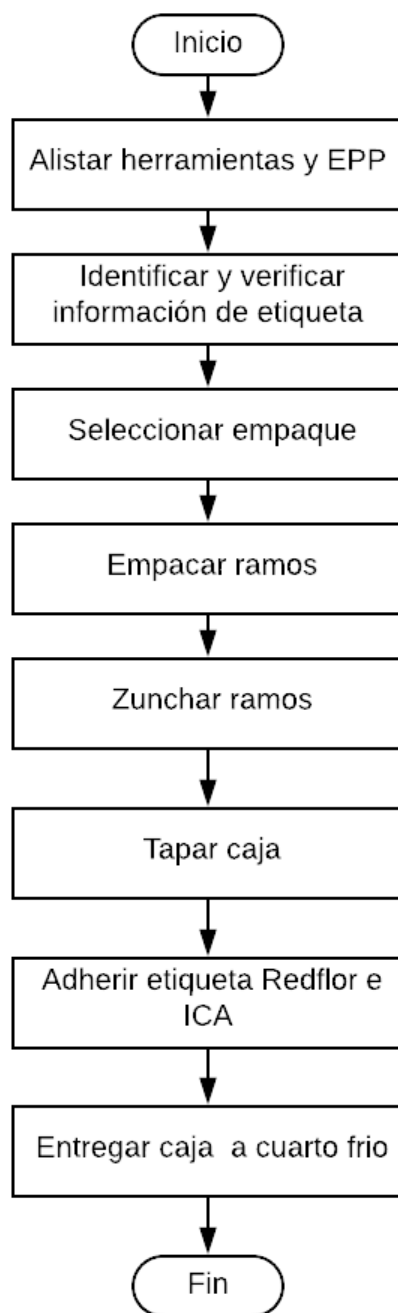 Inicio
Alistar herramientas y EPP
Identificar y verificar
información de etiqueta
Seleccionar empaque
Empacar ramos
Zunchar ramos
Tapar caja
Adherir etiqueta Redflor e
ICA
Entregar caja  a cuarto frio
Fin